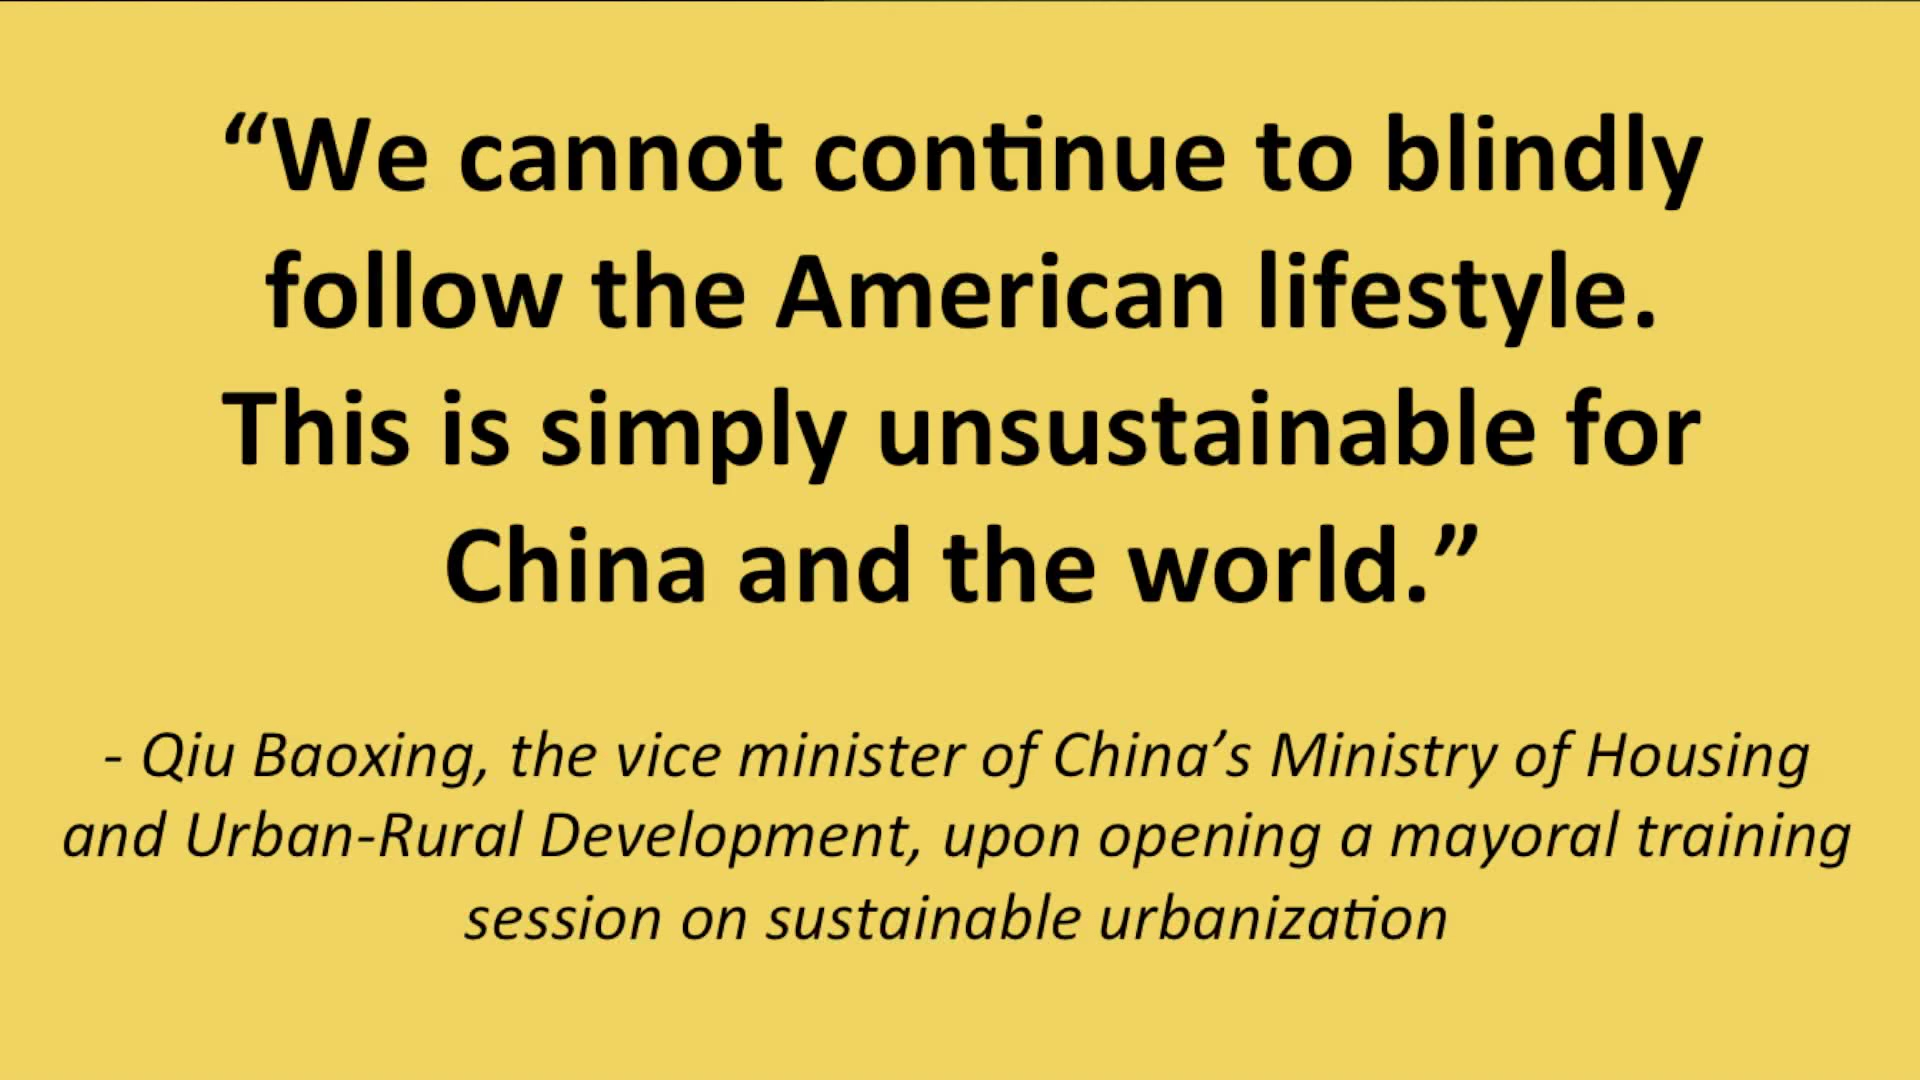 “We cannot continue to blindly
follow the American lifestyle.
This is simply unsustainable for
China and the world.”
- Qiu Baoxing, the vice minister of China’s Ministry of Housing
and Urban-Rural Development, upon opening a mayoral training
session on sustainable urbanization